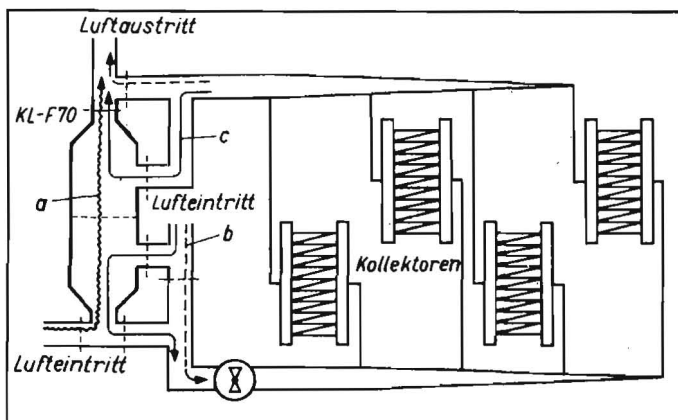 Luftaustritt
KL-F70
c
a
Lufteintritt
b
Kollektoren
Lufteintritt